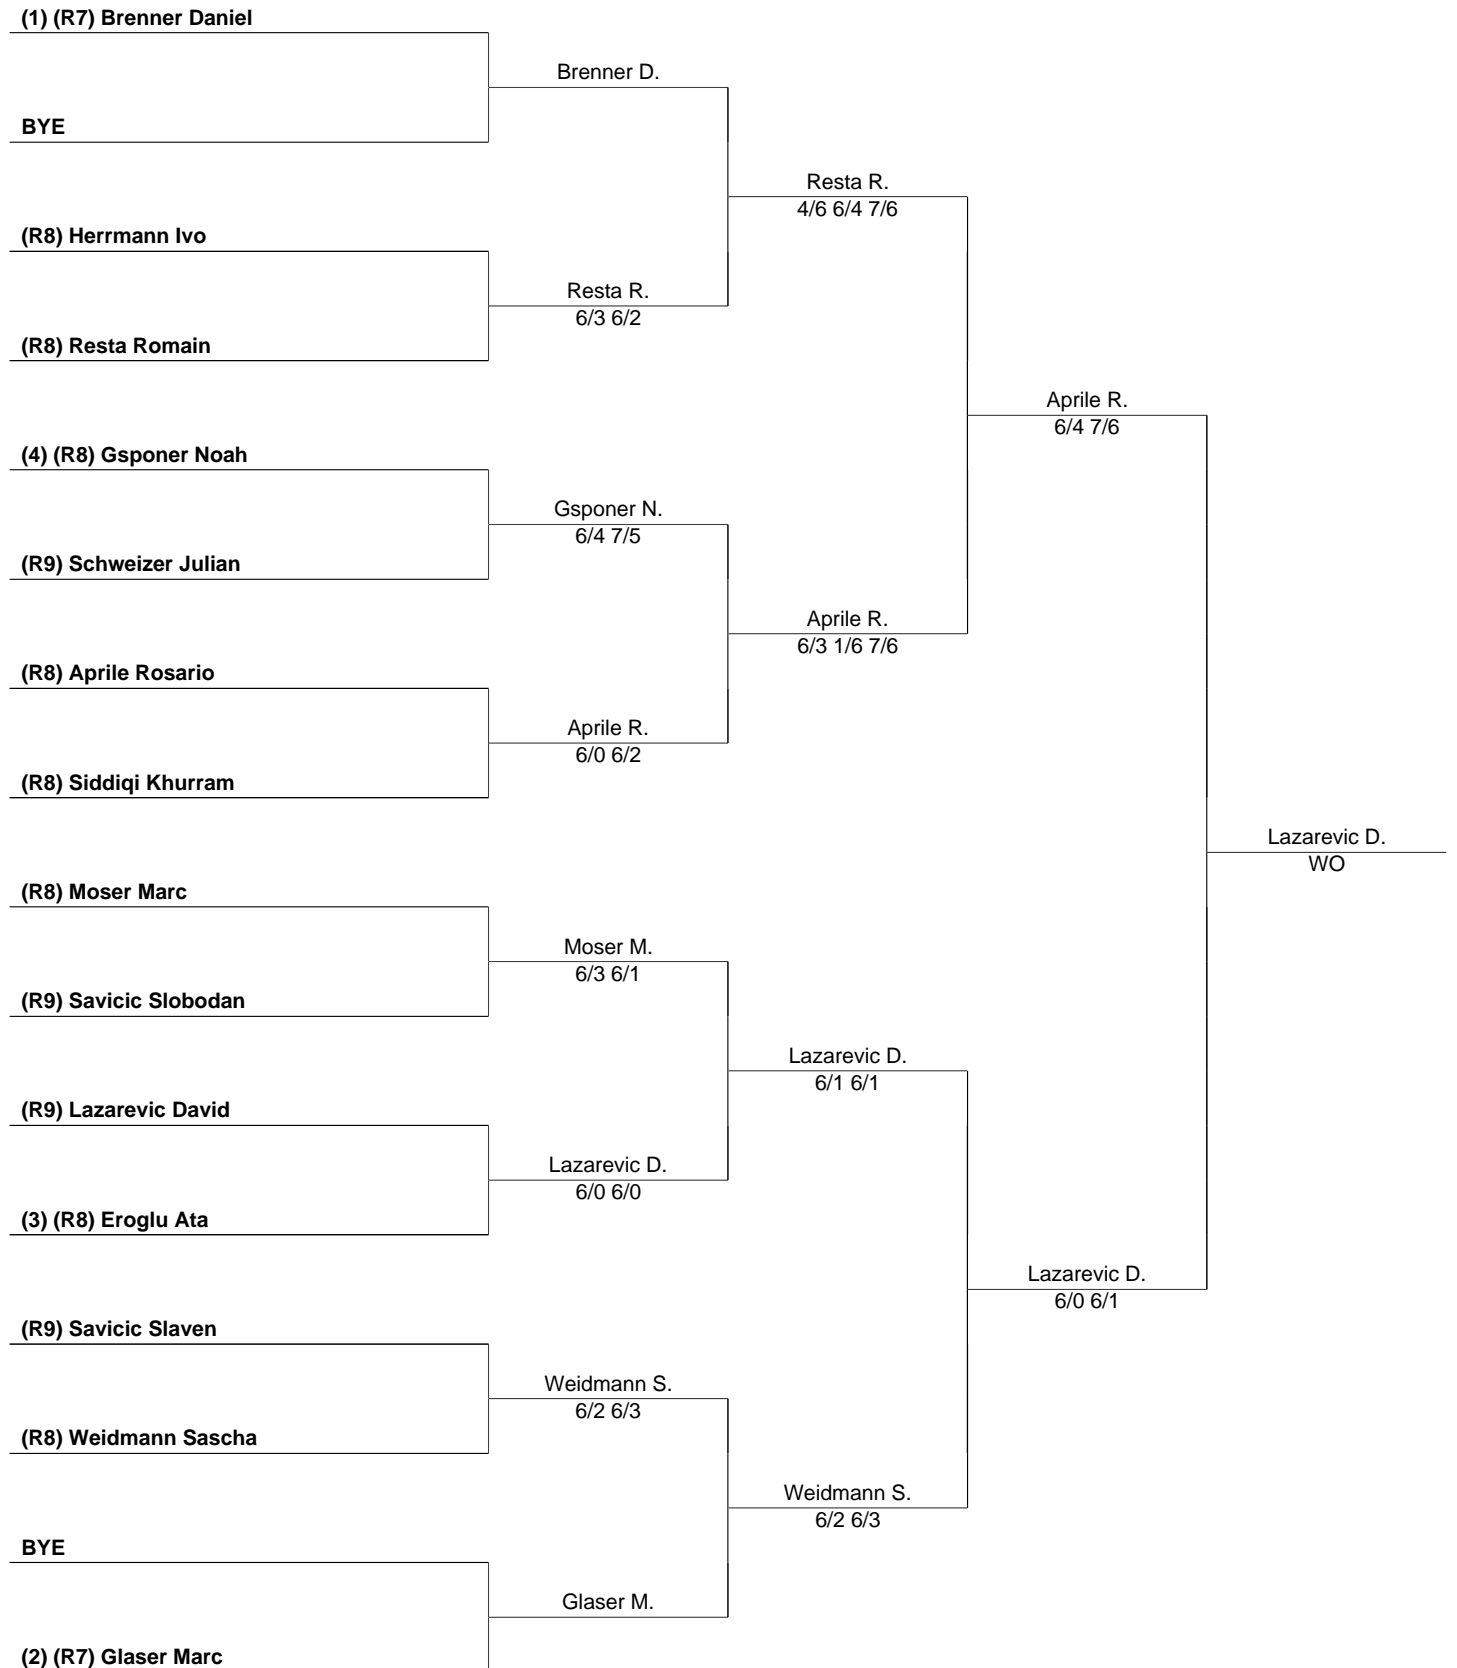 (1) (R7) Brenner Daniel
Brenner D.
BYE
Resta R.
4/6 6/4 7/6
(R8) Herrmann Ivo
Resta R.
6/3 6/2
(R8) Resta Romain
Aprile R.
6/4 7/6
(4) (R8) Gsponer Noah
Gsponer N.
6/4 7/5
(R9) Schweizer Julian
Aprile R.
6/3 1/6 7/6
(R8) Aprile Rosario
Aprile R.
6/0 6/2
(R8) Siddiqi Khurram
Lazarevic D.
WO
(R8) Moser Marc
Moser M.
6/3 6/1
(R9) Savicic Slobodan
Lazarevic D.
6/1 6/1
(R9) Lazarevic David
Lazarevic D.
6/0 6/0
(3) (R8) Eroglu Ata
Lazarevic D.
6/0 6/1
(R9) Savicic Slaven
Weidmann S.
6/2 6/3
(R8) Weidmann Sascha
Weidmann S.
6/2 6/3
BYE
Glaser M.
(2) (R7) Glaser Marc